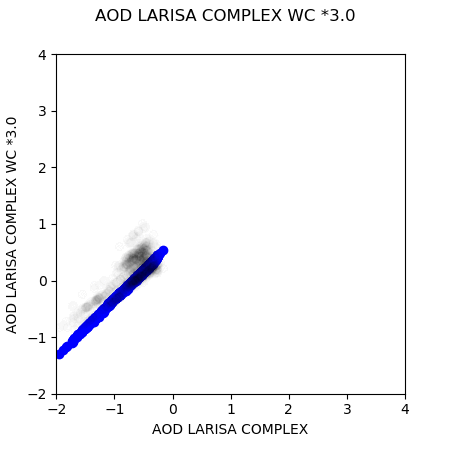 AOD LARISA COMPLEX WC *3.0
4
3
2
1
0
−1
−2
−2 −1 0 1 2 3 4
AOD LARISA COMPLEX WC *3.0
AOD LARISA COMPLEX